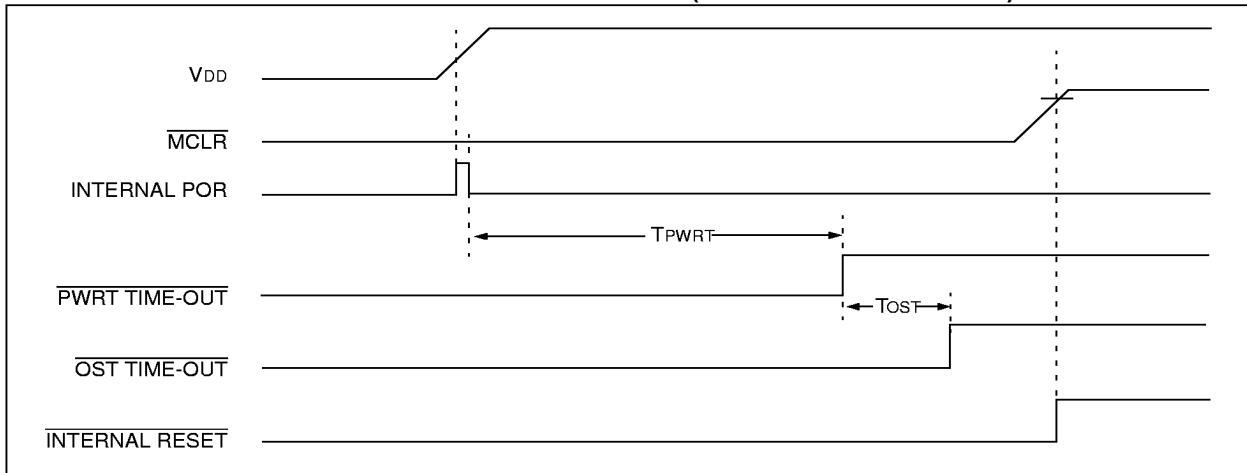 VDD
MCLR
INTERNAL POR
TPWRT
PWRT TIME-OUT
TOST
OST TIME-OUT
INTERNAL RESET